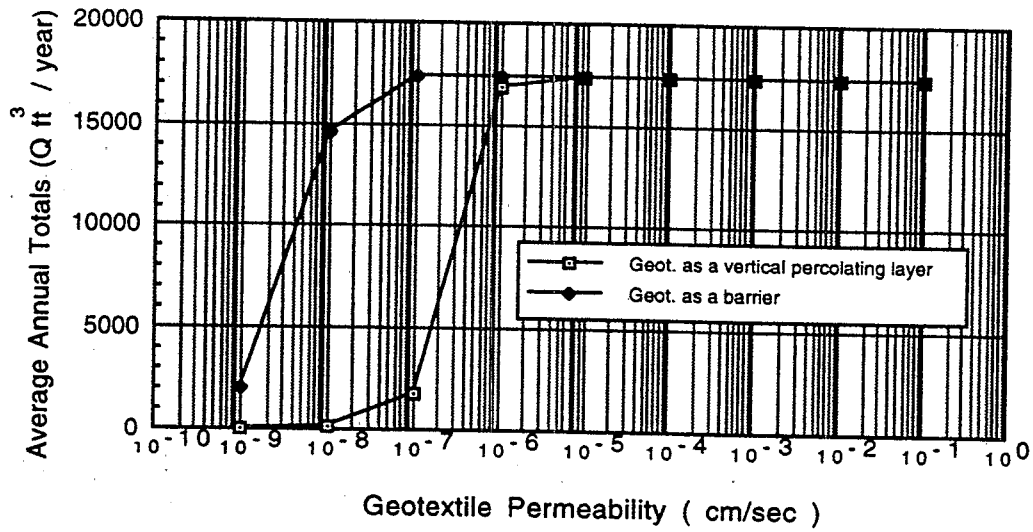 Average Annual Totals (Q ft³ / year)
20000
15000
10000
5000
0
Geot. as a vertical percolating layer
Geot. as a barrier
10⁻¹⁰ 10⁻⁹ 10⁻⁸ 10⁻⁷ 10⁻⁶ 10⁻⁵ 10⁻⁴ 10⁻³ 10⁻² 10⁻¹ 10⁰
Geotextile Permeability ( cm/sec )